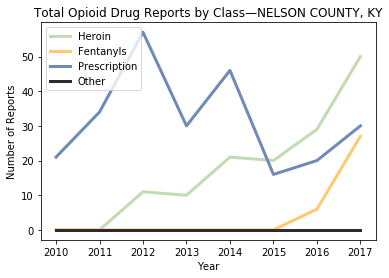 Total Opioid Drug Reports by Class—NELSON COUNTY, KY
Heroin
Fentanyls
Prescription
Other
Number of Reports
50
40
30
20
10
0
2010 2011 2012 2013 2014 2015 2016 2017
Year